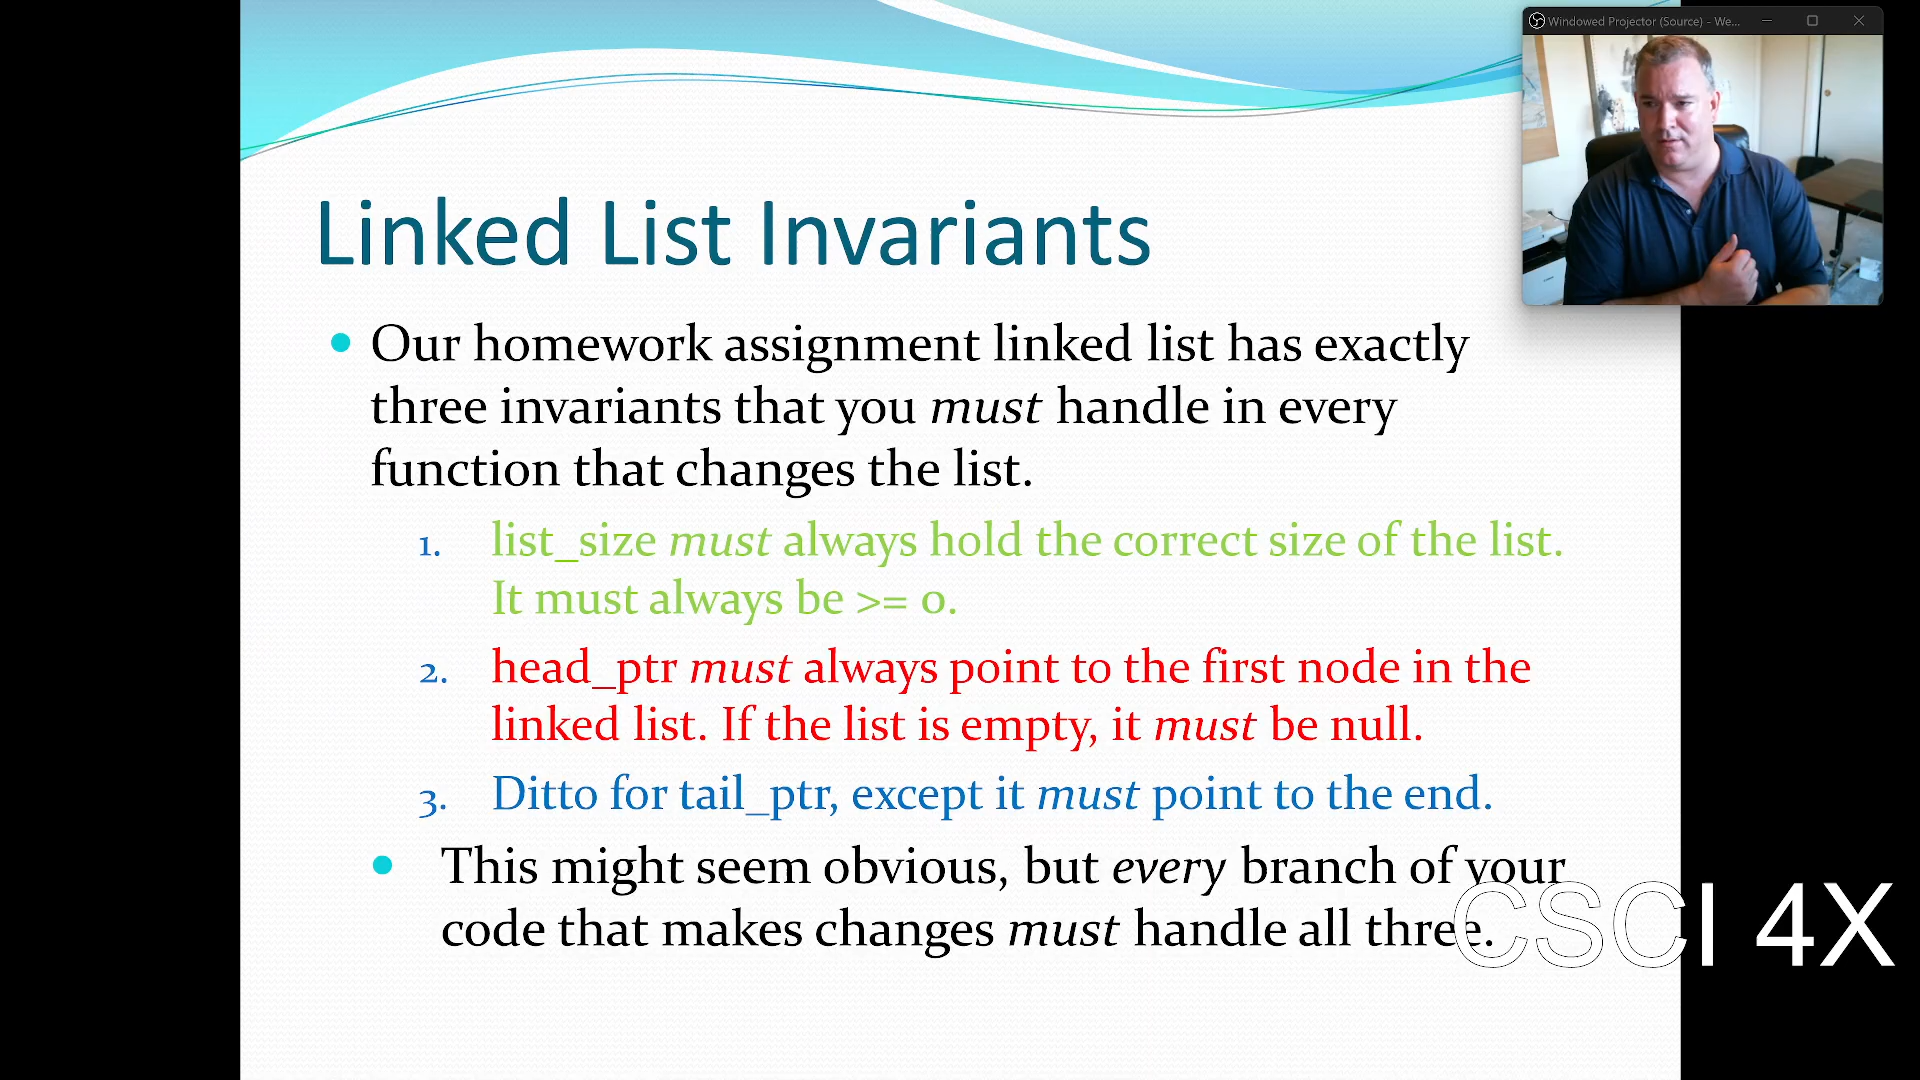 Windowed Projector (Source) - We...
Linked List Invariants
Our homework assignment linked list has exactly
three invariants that you must handle in every
function that changes the list.
1. list_size must always hold the correct size of the list.
It must always be >= 0.
2. head_ptr must always point to the first node in the
linked list. If the list is empty, it must be null.
3. Ditto for tail_ptr, except it must point to the end.
This might seem obvious, but every branch of your
code that makes changes must handle all three.
CSCI 4X